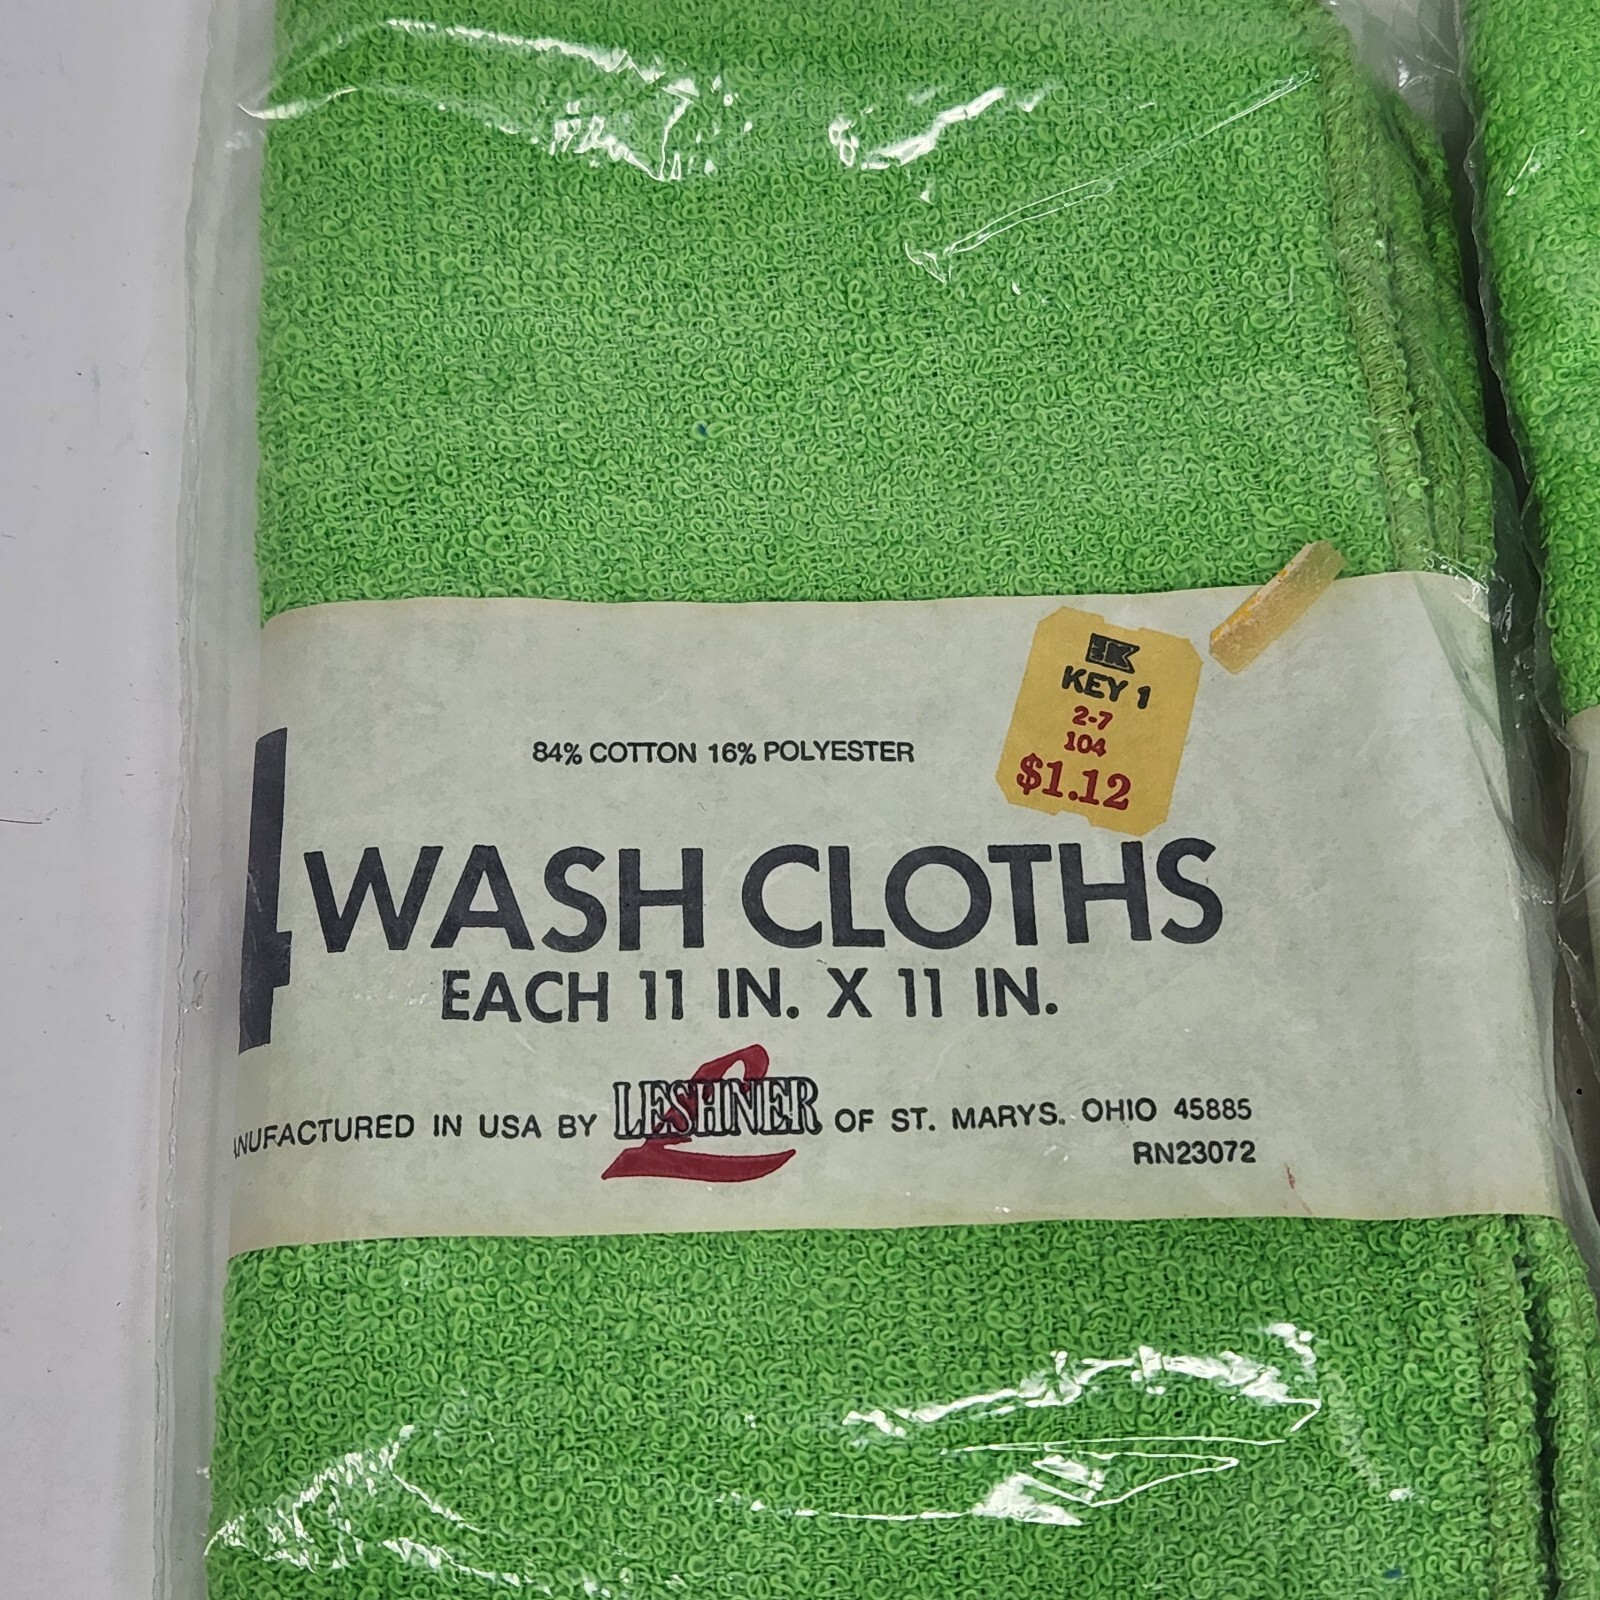 K
KEY 1
2-7
104
$1.12
84% COTTON 16% POLYESTER
4 WASH CLOTHS
EACH 11 IN. X 11 IN.
ANUFACTURED IN USA BY LESHNER OF ST. MARYS. OHIO 45885
RN23072